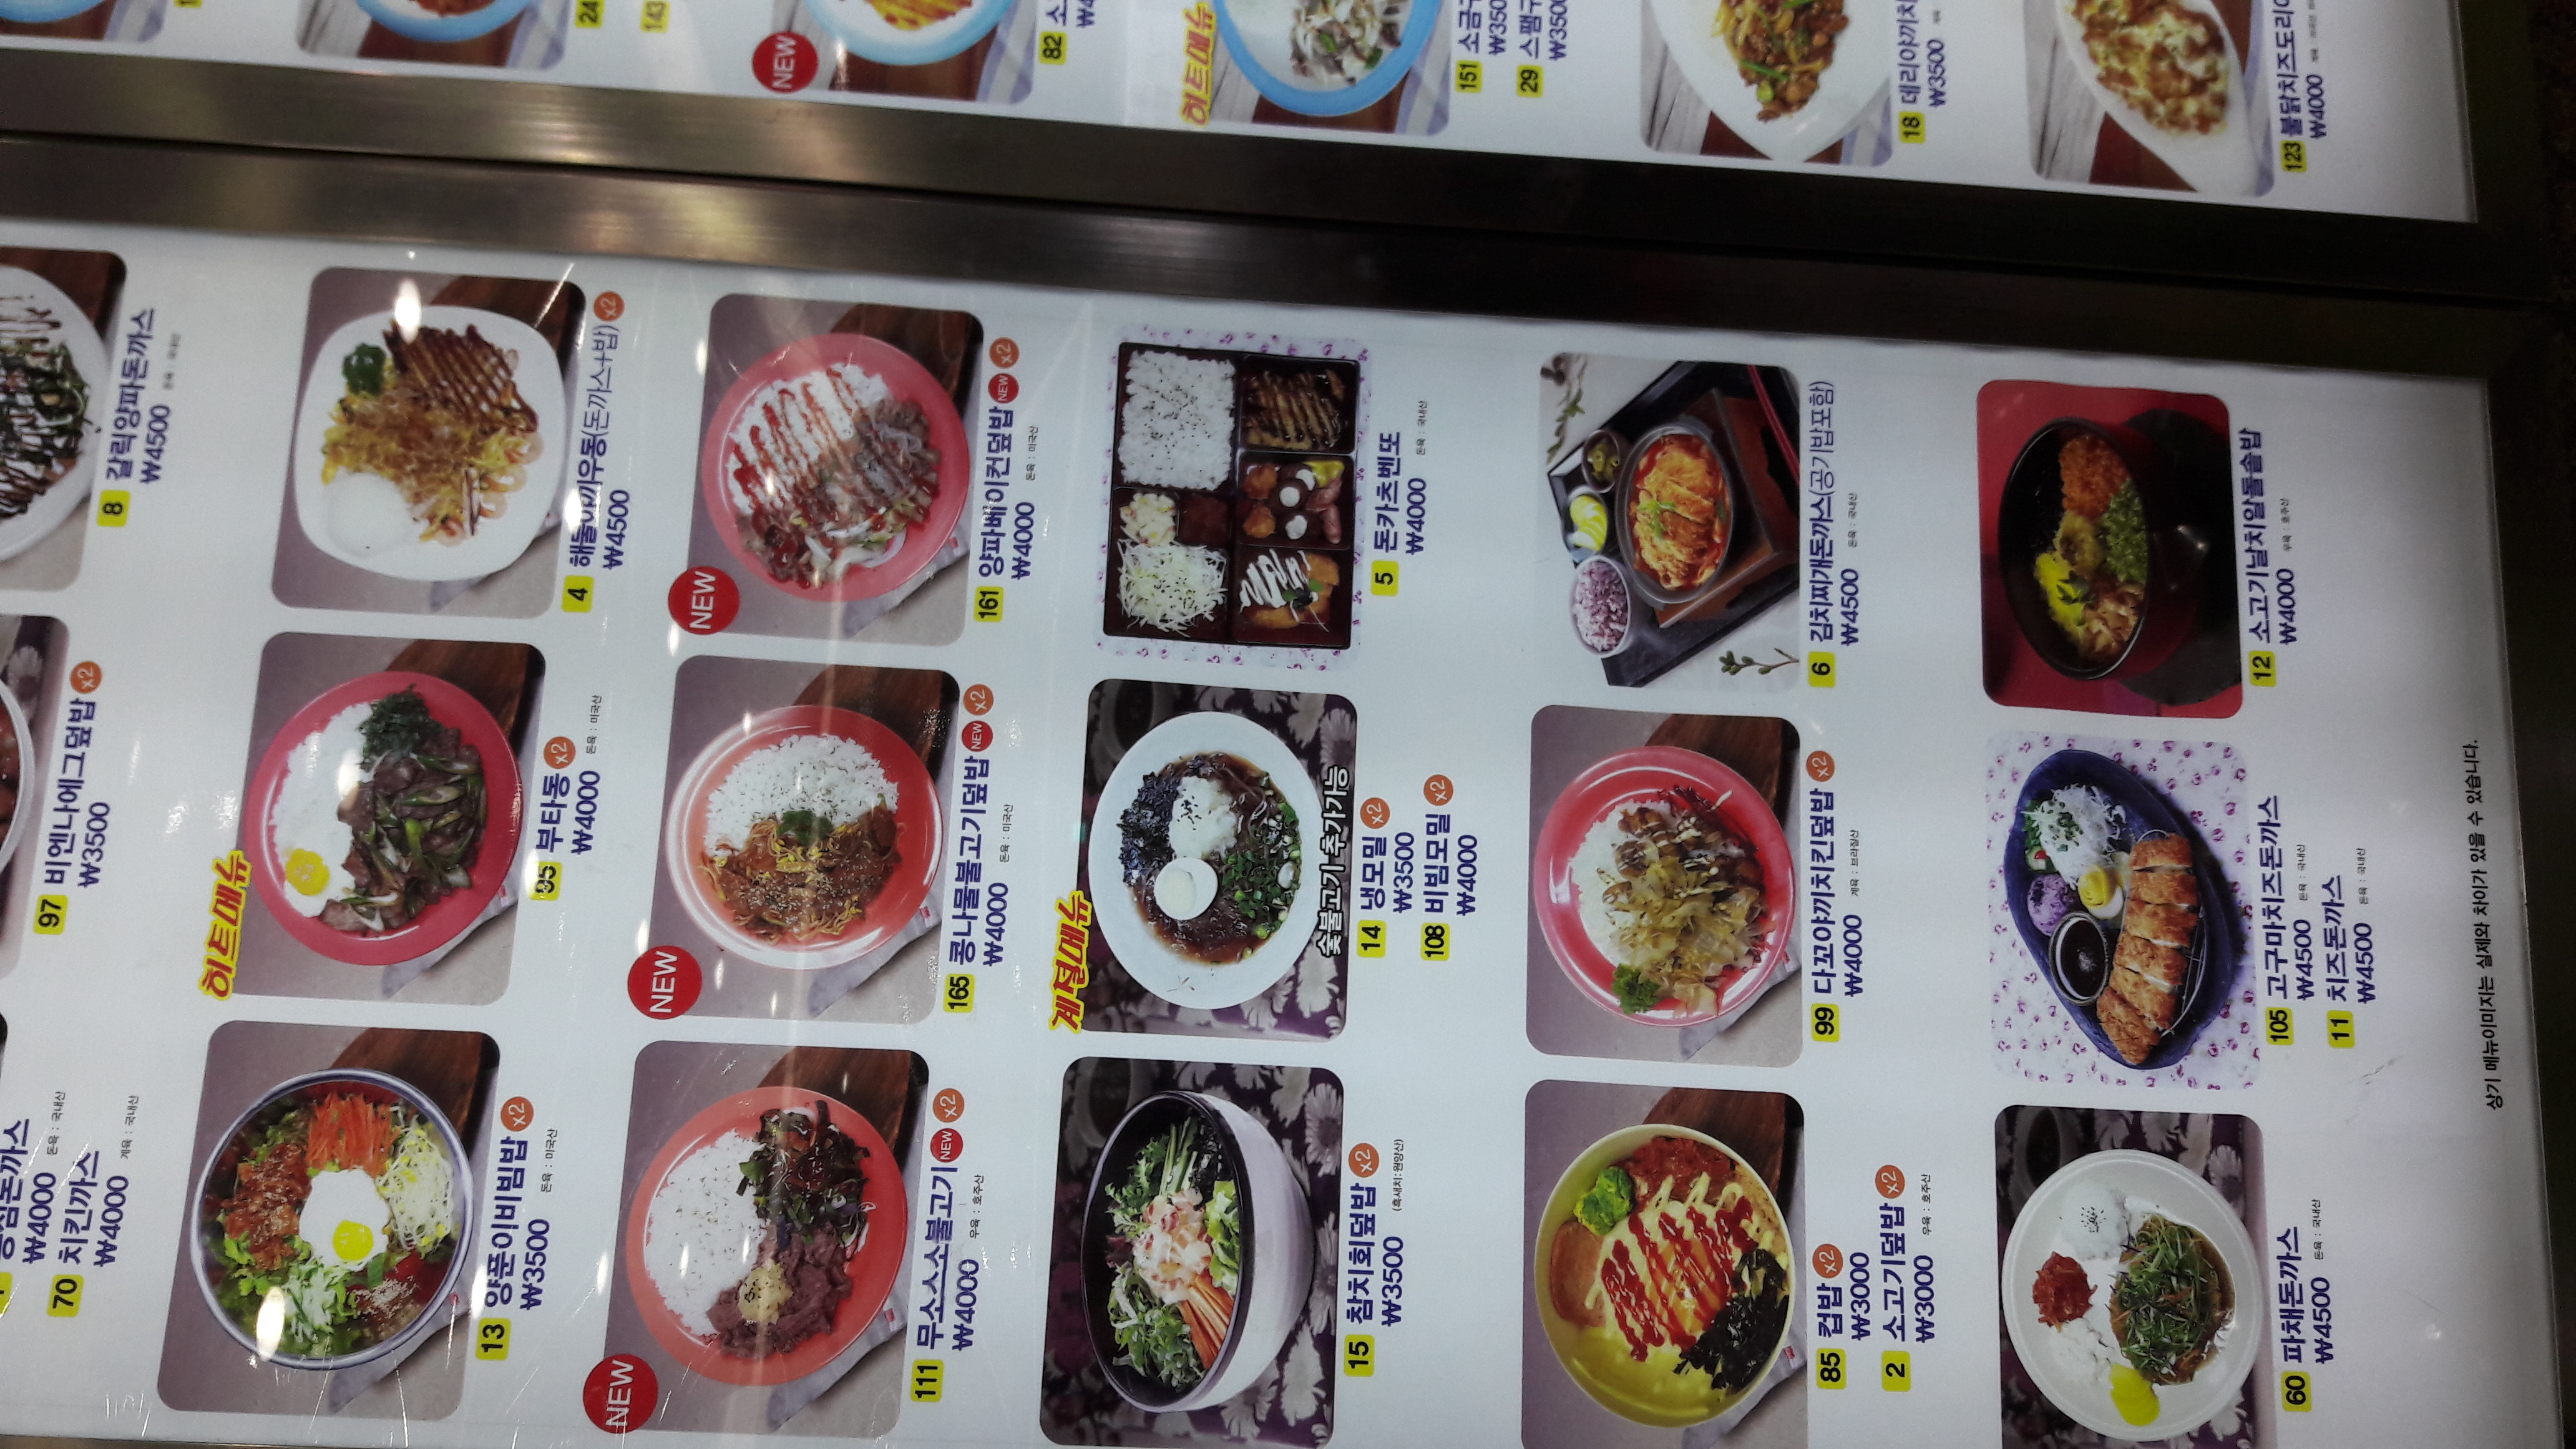 등심돈까스
₩4000 돈육 : 국내산
70 치킨까스
₩4000 계육 : 국내산
97 비엔나에그덮밥 x2
₩3500
8 갈릭양파돈까스
₩4500 돈육 : 국내산
히트메뉴
13 양푼이비빔밥 x2
₩3500 돈육 : 미국산
95 부타동 x2
₩4000 돈육 : 미국산
4 해물야끼우동(돈까스+밥) x2
₩4500
NEW
NEW
NEW
111 무소스소불고기 NEW x2
₩4000 우육 : 호주산
165 콩나물불고기덮밥 NEW x2
₩4000 돈육 : 미국산
161 양파베이컨덮밥 NEW x2
₩4000 돈육 : 미국산
계절메뉴
숯불고기 추가가능
15 참치회덮밥 x2
₩3500 (흑새치:원양산)
14 냉모밀 x2
₩3500
108 비빔모밀 x2
₩4000
5 돈카츠벤또
₩4000 돈육 : 국내산
85 컵밥 x2
₩3000
2 소고기덮밥 x2
₩3000 우육 : 호주산
99 다꼬야끼치킨덮밥 x2
₩4000 계육 : 브라질산
6 김치찌개돈까스(공기밥포함)
₩4500 돈육 : 국내산
60 파채돈까스
₩4500 돈육 : 국내산
105 고구마치즈돈까스
₩4500 돈육 : 국내산
11 치즈돈까스
₩4500 돈육 : 국내산
12 소고기날치알돌솥밥
₩4000 우육 : 호주산
상기 메뉴이미지는 실제와 차이가 있을 수 있습니다.
24
143
NEW
82 소
₩4
히트메뉴
151 소금구
₩350
29 스팸구
₩350
18 데리야끼치
₩3500
123 불닭치즈도리아
₩4000